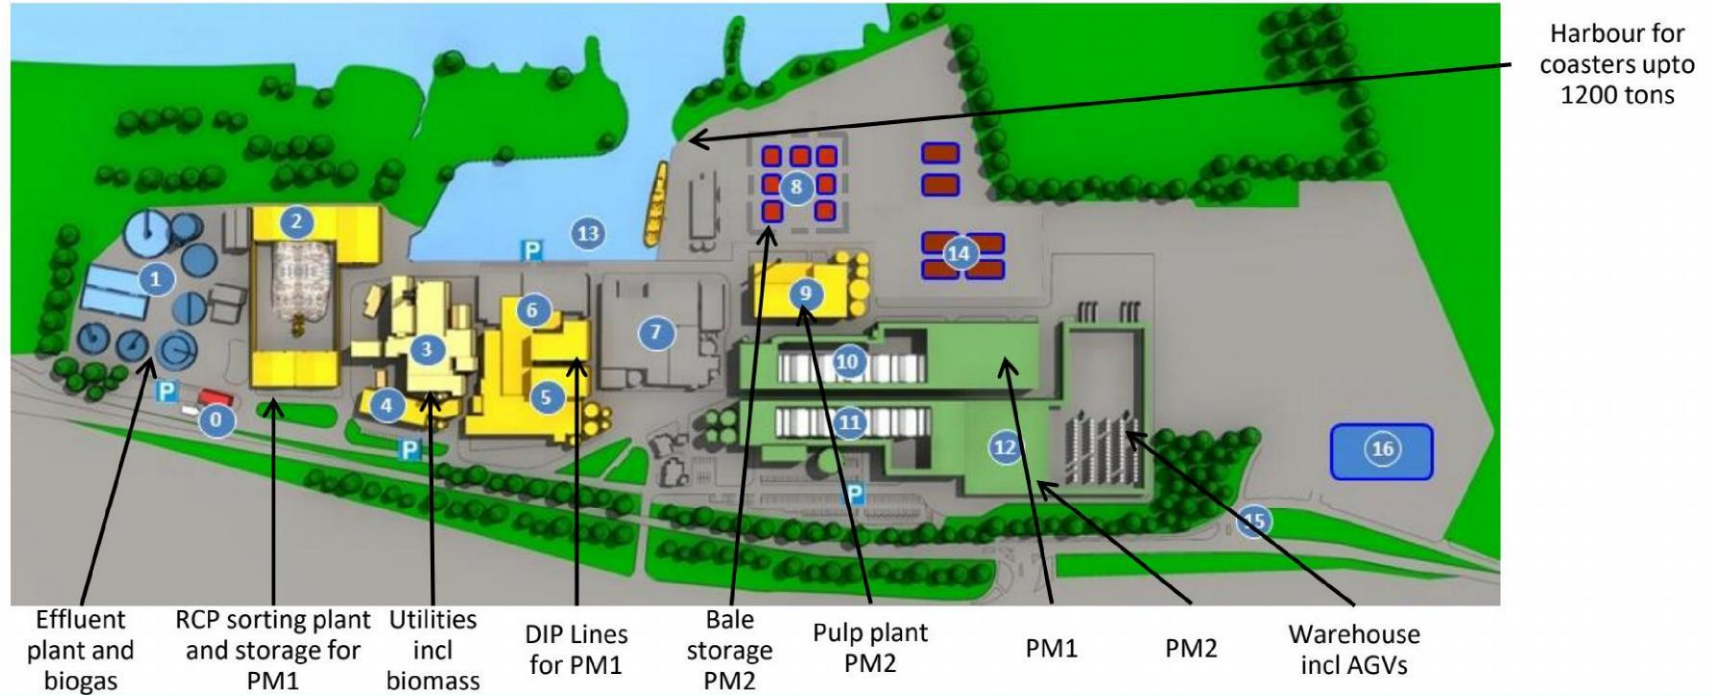 Harbour for
coasters upto
1200 tons
2
8
13
14
1
6
9
7
3
10
5
4
0
11
12
16
15
P
P
P
P
Effluent
plant and
biogas
RCP sorting plant
and storage for
PM1
Utilities
incl
biomass
DIP Lines
for PM1
Bale
storage
PM2
Pulp plant
PM2
PM1
PM2
Warehouse
incl AGVs